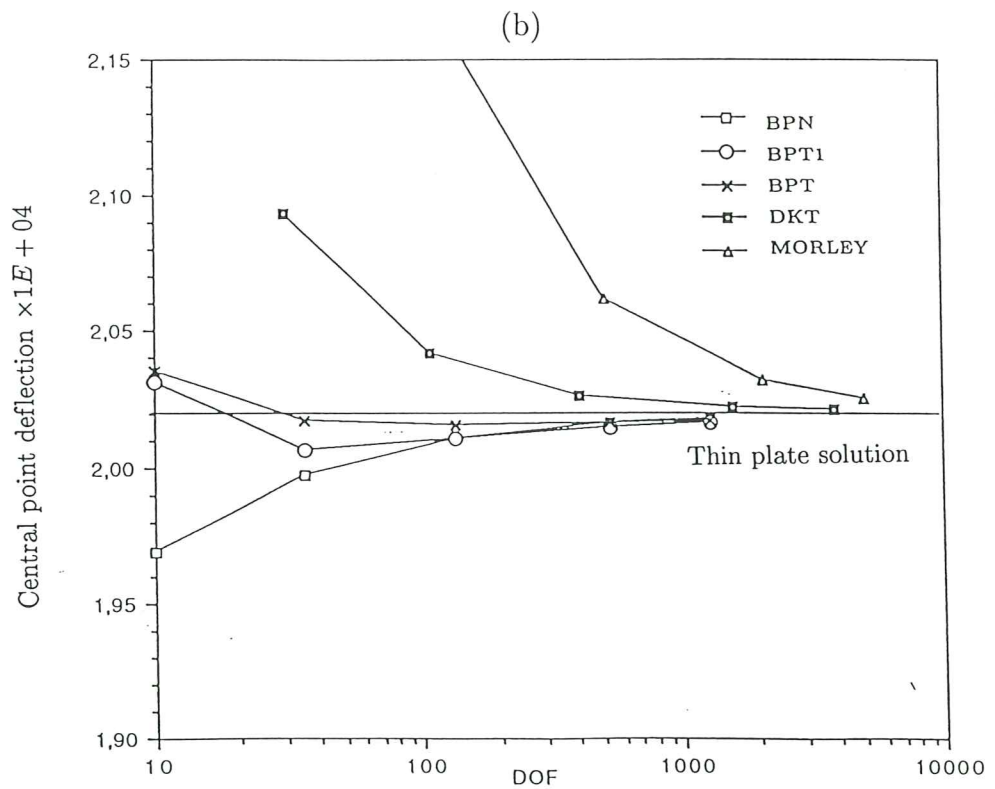 (b)
2,15
2,10
2,05
2,00
1,95
1,90
Central point deflection ×1E + 04
BPN
BPT1
BPT
DKT
MORLEY
Thin plate solution
10
100
1000
10000
DOF